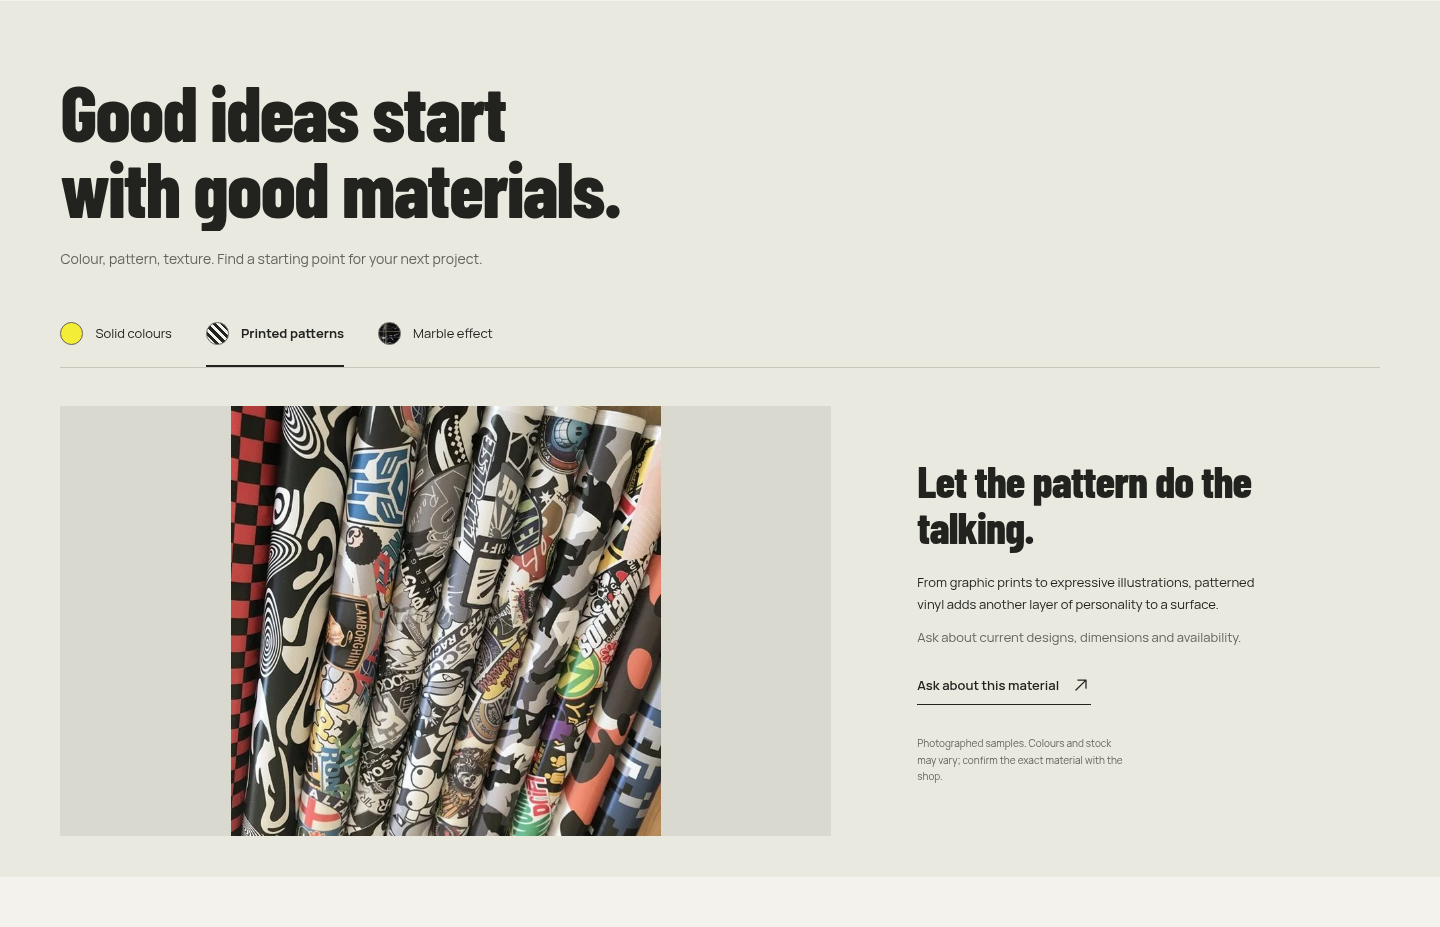 Good ideas start
with good materials.
Colour, pattern, texture. Find a starting point for your next project.
Solid colours
Printed patterns
Marble effect
LAMBORGHINI
Drift
Let the pattern do the
talking.
From graphic prints to expressive illustrations, patterned
vinyl adds another layer of personality to a surface.
Ask about current designs, dimensions and availability.
Ask about this material
Photographed samples. Colours and stock
may vary; confirm the exact material with the
shop.